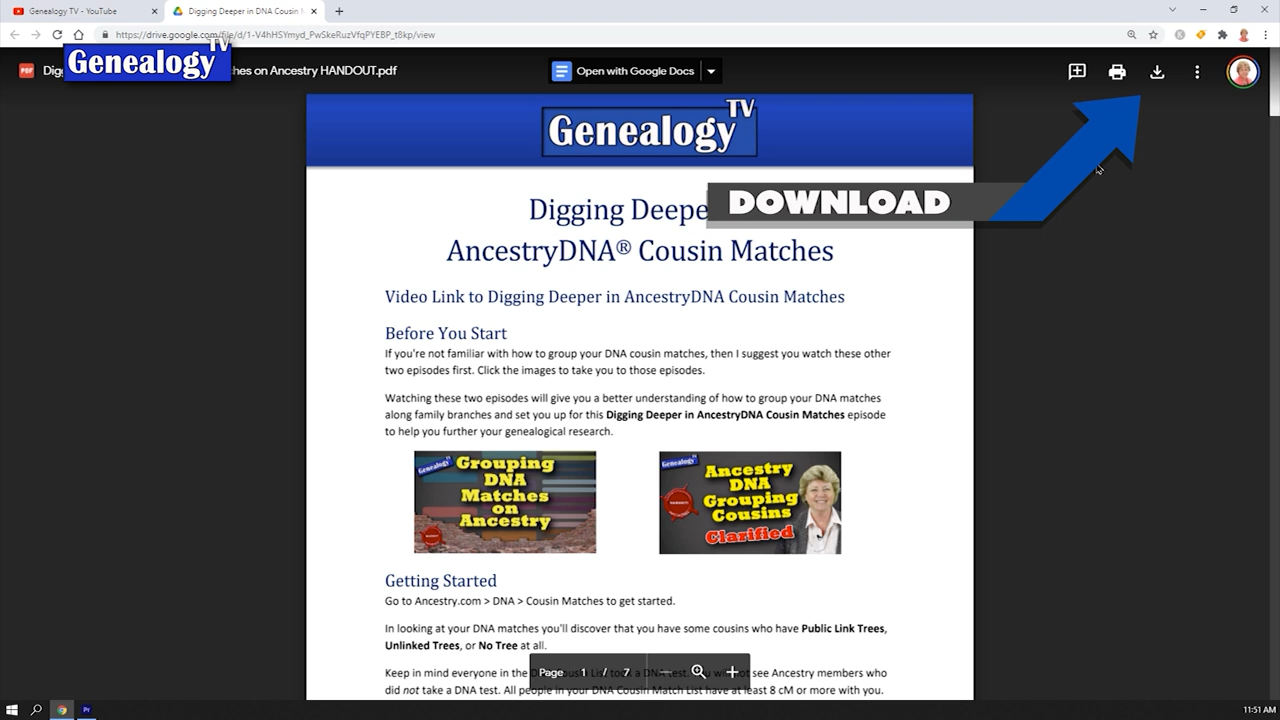 Genealogy TV - YouTube
Digging Deeper in DNA Cousin
https://drive.google.com/file/d/1-V4hHSYmyd_PwSkeRuzVfqPYEBP_t8kp/view
Genealogy TV
PDF
ches on Ancestry HANDOUT.pdf
Open with Google Docs
Genealogy TV
Digging Deepe
DOWNLOAD
AncestryDNA® Cousin Matches
Video Link to Digging Deeper in AncestryDNA Cousin Matches
Before You Start
If you're not familiar with how to group your DNA cousin matches, then I suggest you watch these other
two episodes first. Click the images to take you to those episodes.
Watching these two episodes will give you a better understanding of how to group your DNA matches
along family branches and set you up for this Digging Deeper in AncestryDNA Cousin Matches episode
to help you further your genealogical research.
Genealogy TV
Grouping
DNA
Matches
on
Ancestry
Genealogy TV
Ancestry
DNA
Grouping
Cousins
Clarified
Getting Started
Go to Ancestry.com > DNA > Cousin Matches to get started.
In looking at your DNA matches you'll discover that you have some cousins who have Public Link Trees,
Unlinked Trees, or No Tree at all.
Keep in mind everyone in the DNA Cousin List took a DNA test. You will not see Ancestry members who
did not take a DNA test. All people in your DNA Cousin Match List have at least 8 cM or more with you.
Page 1 / 7
Pr
11:51 AM